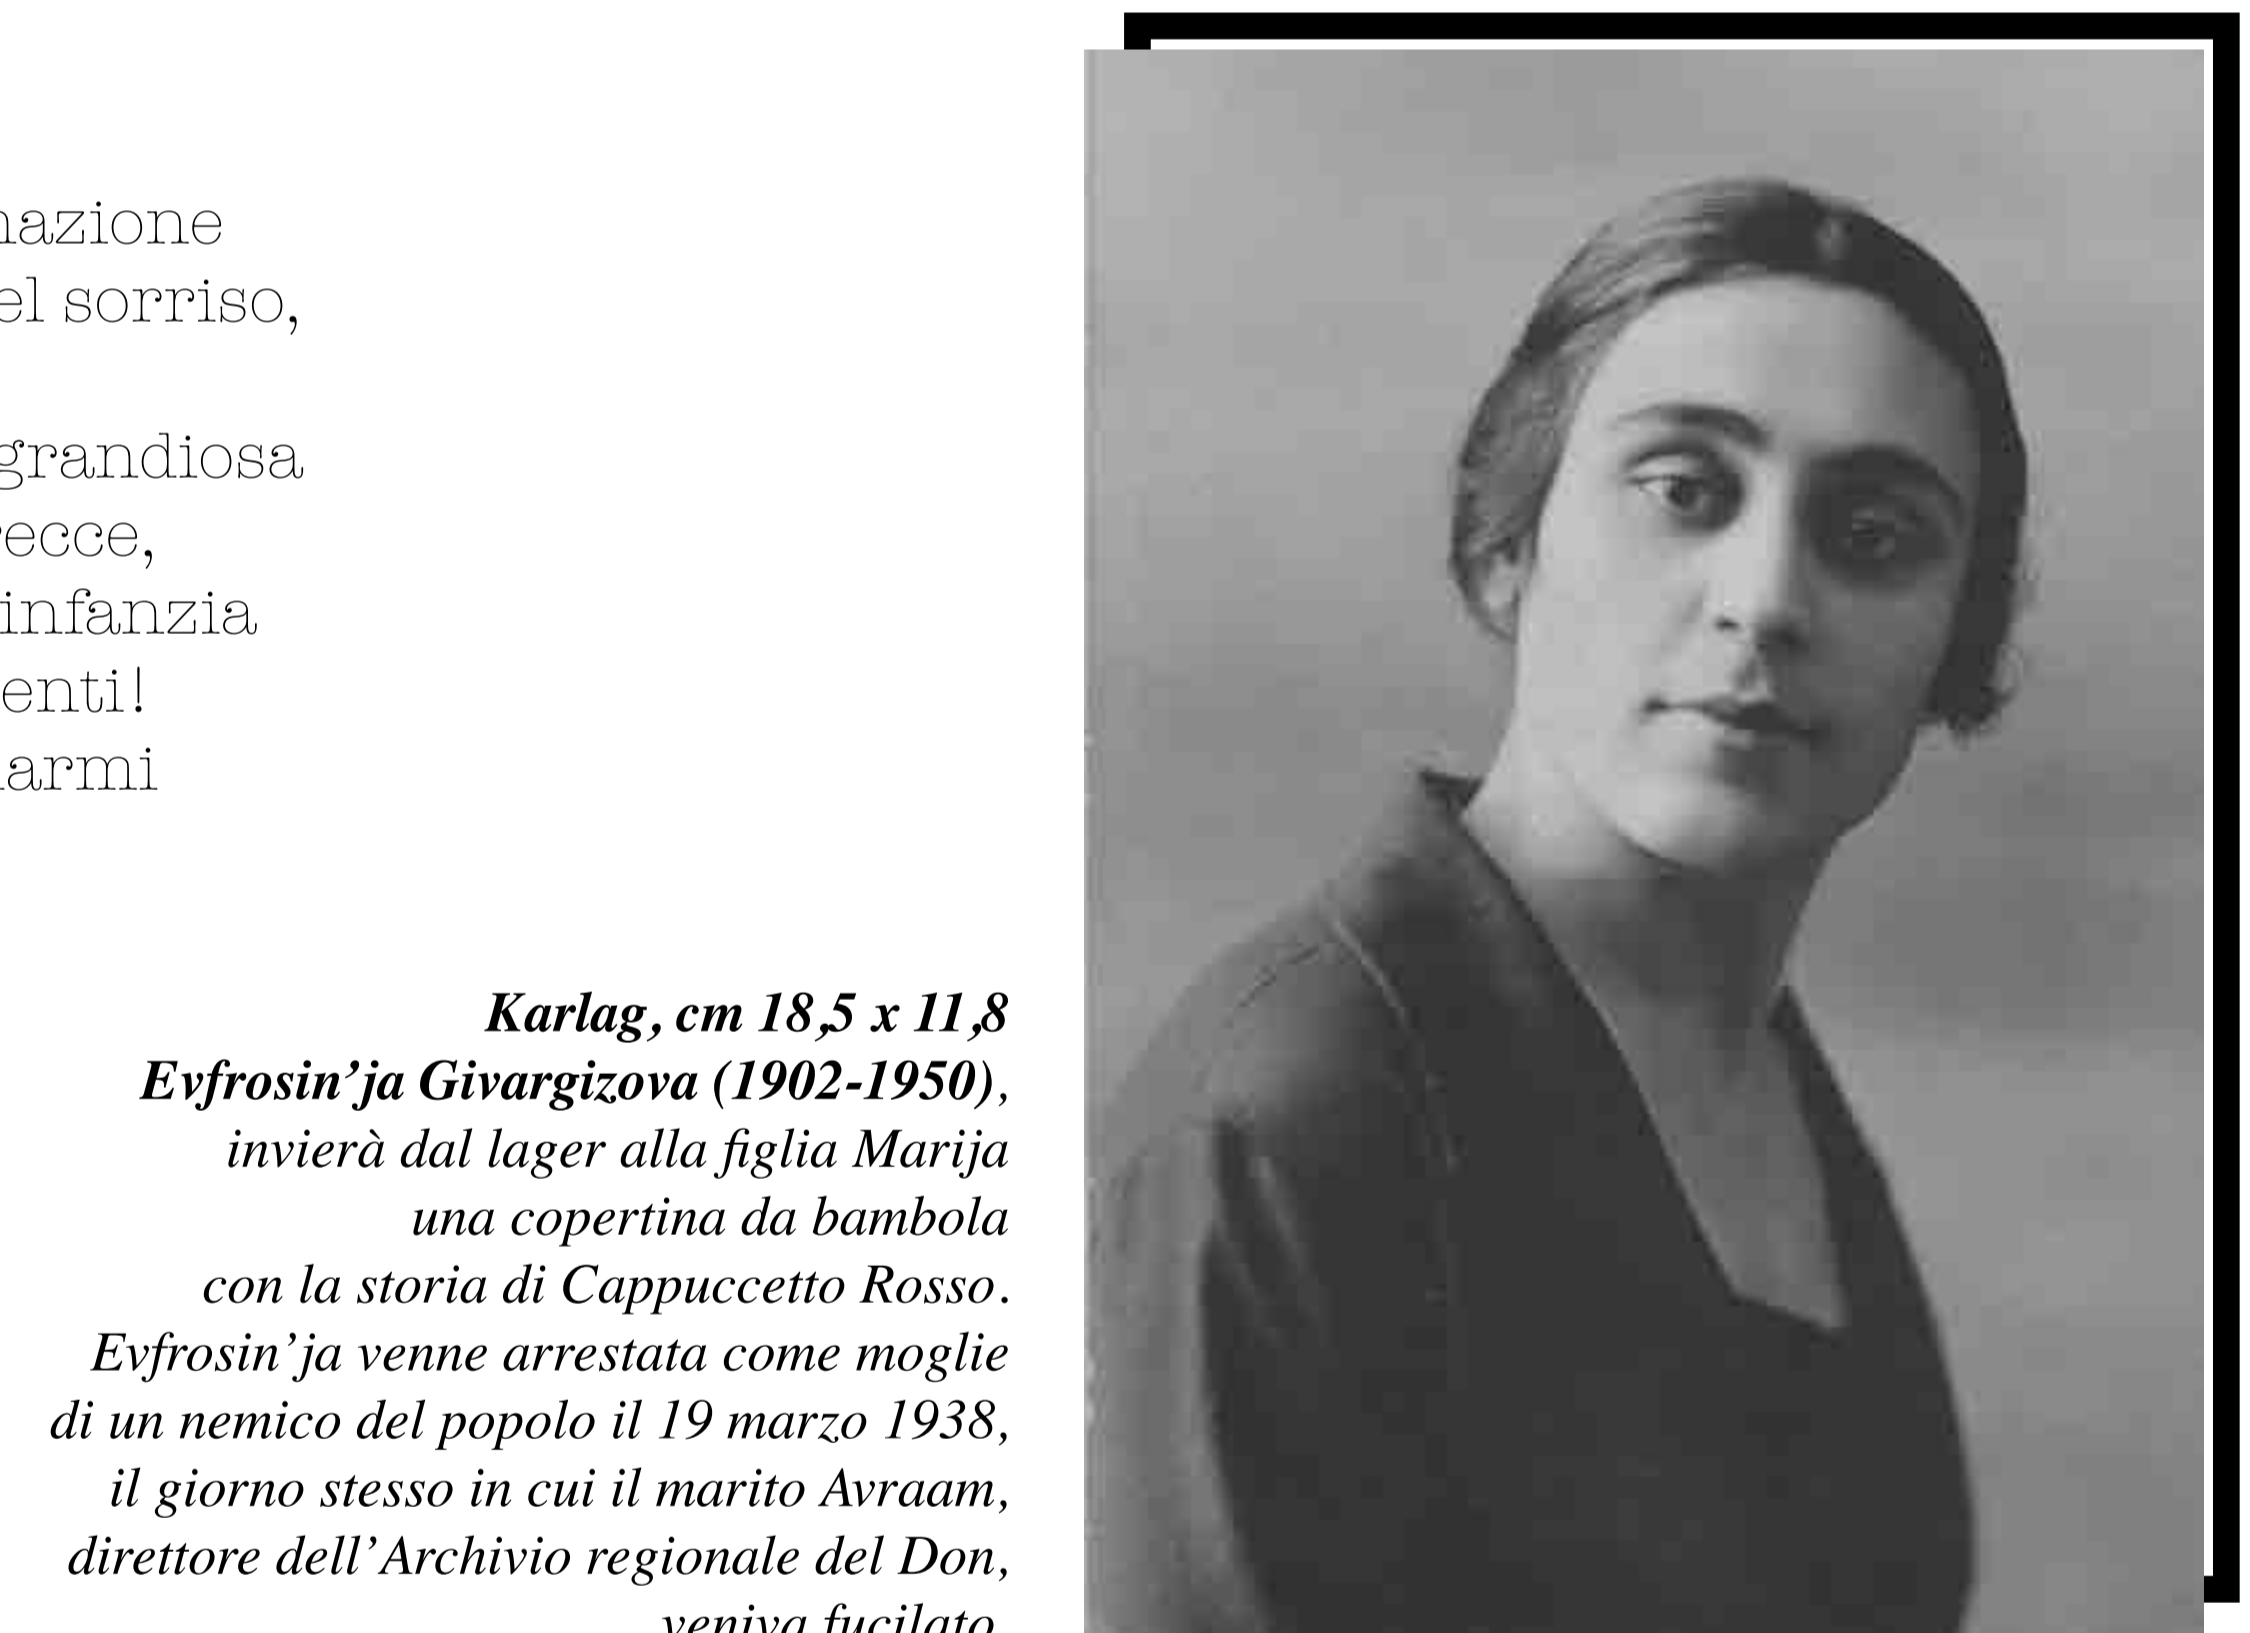 nazione
el sorriso,
grandiosa
recce,
infanzia
enti!
armi
Karlag, cm 18,5 x 11,8
Evfrosin’ja Givargizova (1902-1950),
invierà dal lager alla figlia Marija
una copertina da bambola
con la storia di Cappuccetto Rosso.
Evfrosin’ja venne arrestata come moglie
di un nemico del popolo il 19 marzo 1938,
il giorno stesso in cui il marito Avraam,
direttore dell’Archivio regionale del Don,
veniva fucilato.